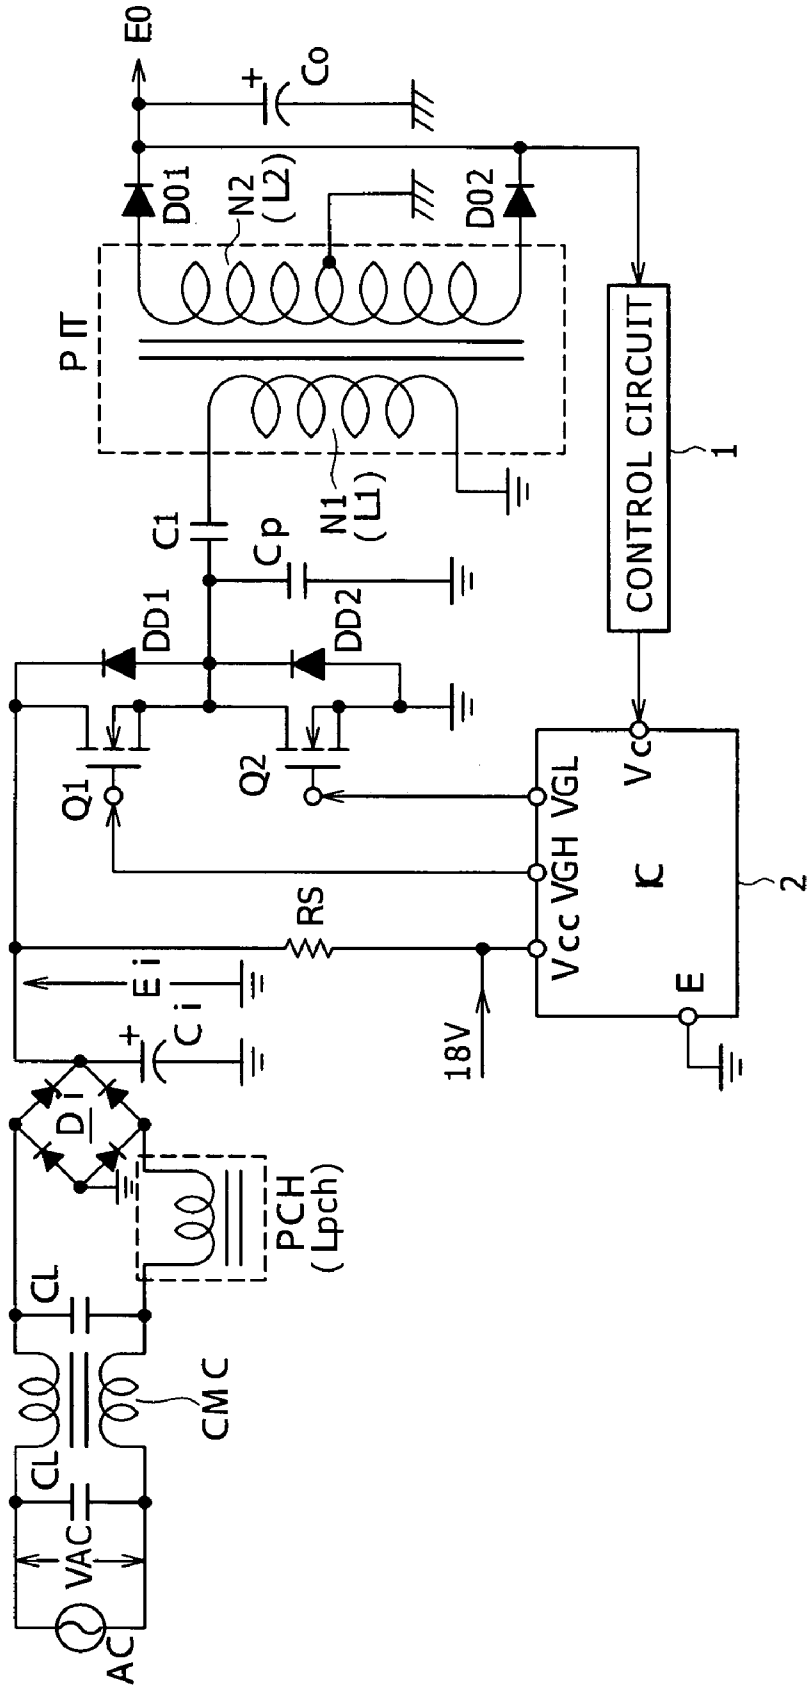 AC
VAC
CL
CMC
CL
PCH
(Lpch)
Di
+
Ci
Ei
RS
18V
Q1
Q2
DD1
DD2
C1
Cp
PIT
N1
(L1)
N2
(L2)
D01
D02
+
Co
E0
Vcc
VGH
VGL
E
IC
Vc
2
CONTROL CIRCUIT
1